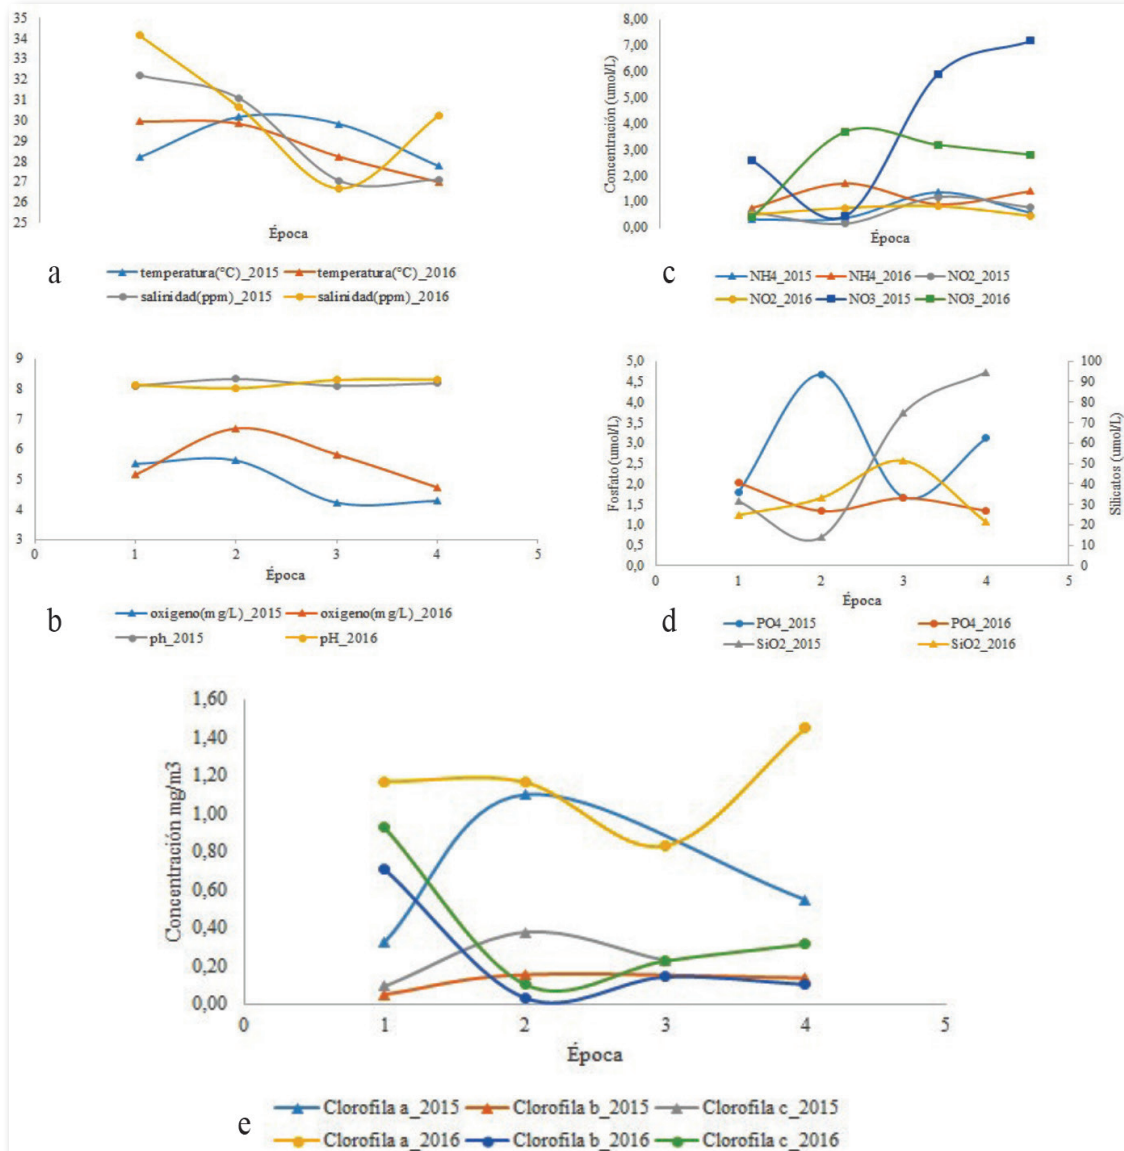 35
34
33
32
31
30
29
28
27
26
25
Época
a
temperatura(°C)_2015 temperatura(°C)_2016
salinidad(ppm)_2015 salinidad(ppm)_2016
Concentración (umol/L)
8,00
7,00
6,00
5,00
4,00
3,00
2,00
1,00
0,00
Época
c
NH4_2015 NH4_2016 NO2_2015
NO2_2016 NO3_2015 NO3_2016
9
8
7
6
5
4
3
0 1 2 3 4 5
Época
b
oxigeno(mg/L)_2015 oxigeno(mg/L)_2016
ph_2015 pH_2016
Fosfato (umol/L)
5,0
4,5
4,0
3,5
3,0
2,5
2,0
1,5
1,0
0,5
0,0
100
90
80
70
60
50
40
30
20
10
0
Silicatos (umol/L)
0 1 2 3 4 5
Época
d
PO4_2015 PO4_2016
SiO2_2015 SiO2_2016
Concentración mg/m3
1,60
1,40
1,20
1,00
0,80
0,60
0,40
0,20
0,00
0 1 2 3 4 5
Época
e
Clorofila a_2015 Clorofila b_2015 Clorofila c_2015
Clorofila a_2016 Clorofila b_2016 Clorofila c_2016